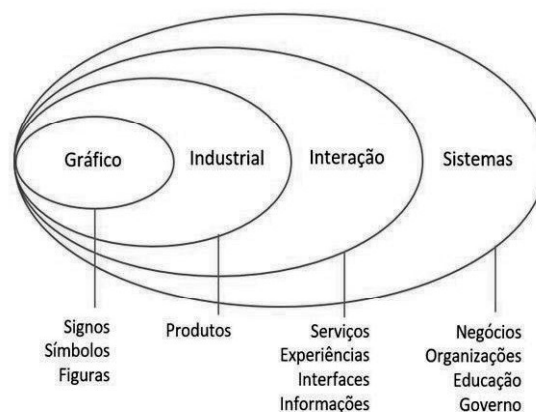 Gráfico
Industrial
Interação
Sistemas
Signos
Símbolos
Figuras
Produtos
Serviços
Experiências
Interfaces
Informações
Negócios
Organizações
Educação
Governo